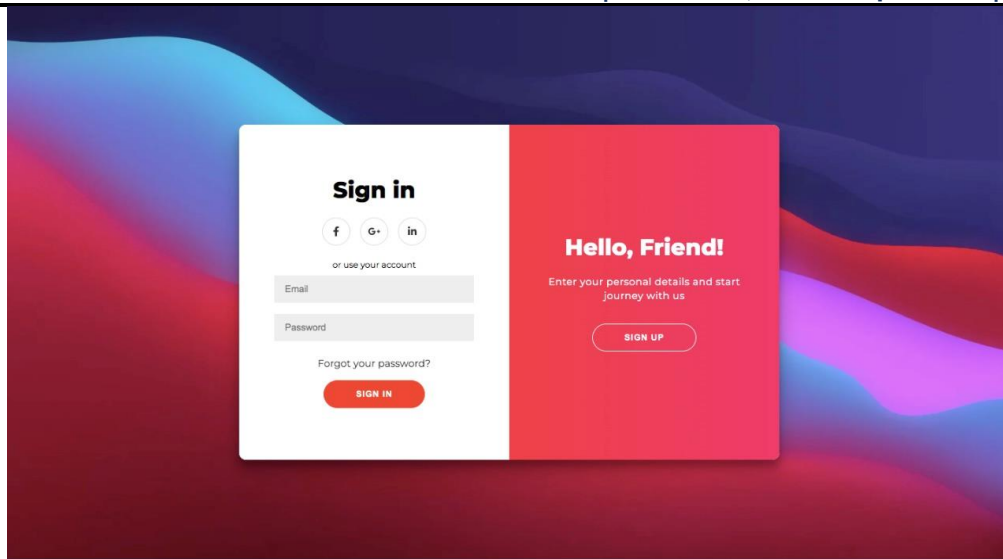 Sign in
f G+ in
or use your account
Email
Password
Forgot your password?
SIGN IN
Hello, Friend!
Enter your personal details and start
journey with us
SIGN UP